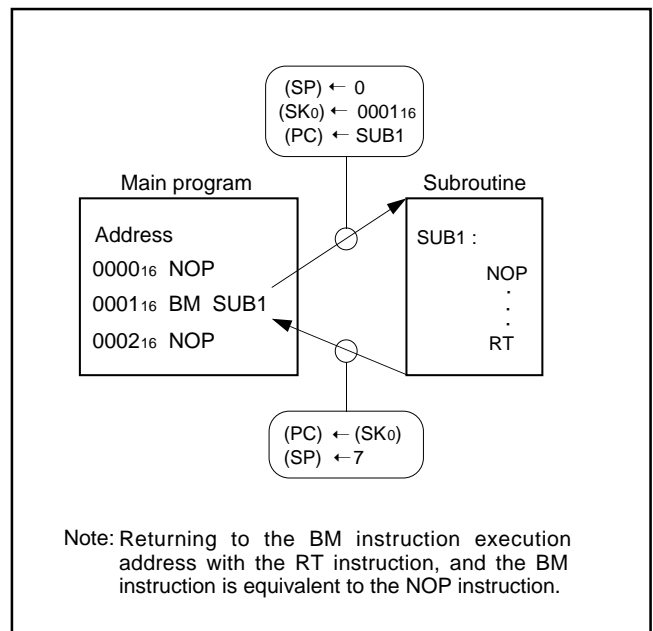 (SP) ← 0
(SK0) ← 000116
(PC) ← SUB1
Main program
Subroutine
Address
000016 NOP
000116 BM SUB1
000216 NOP
SUB1 :
NOP
·
·
·
RT
(PC) ← (SK0)
(SP) ← 7
Note: Returning to the BM instruction execution
address with the RT instruction, and the BM
instruction is equivalent to the NOP instruction.